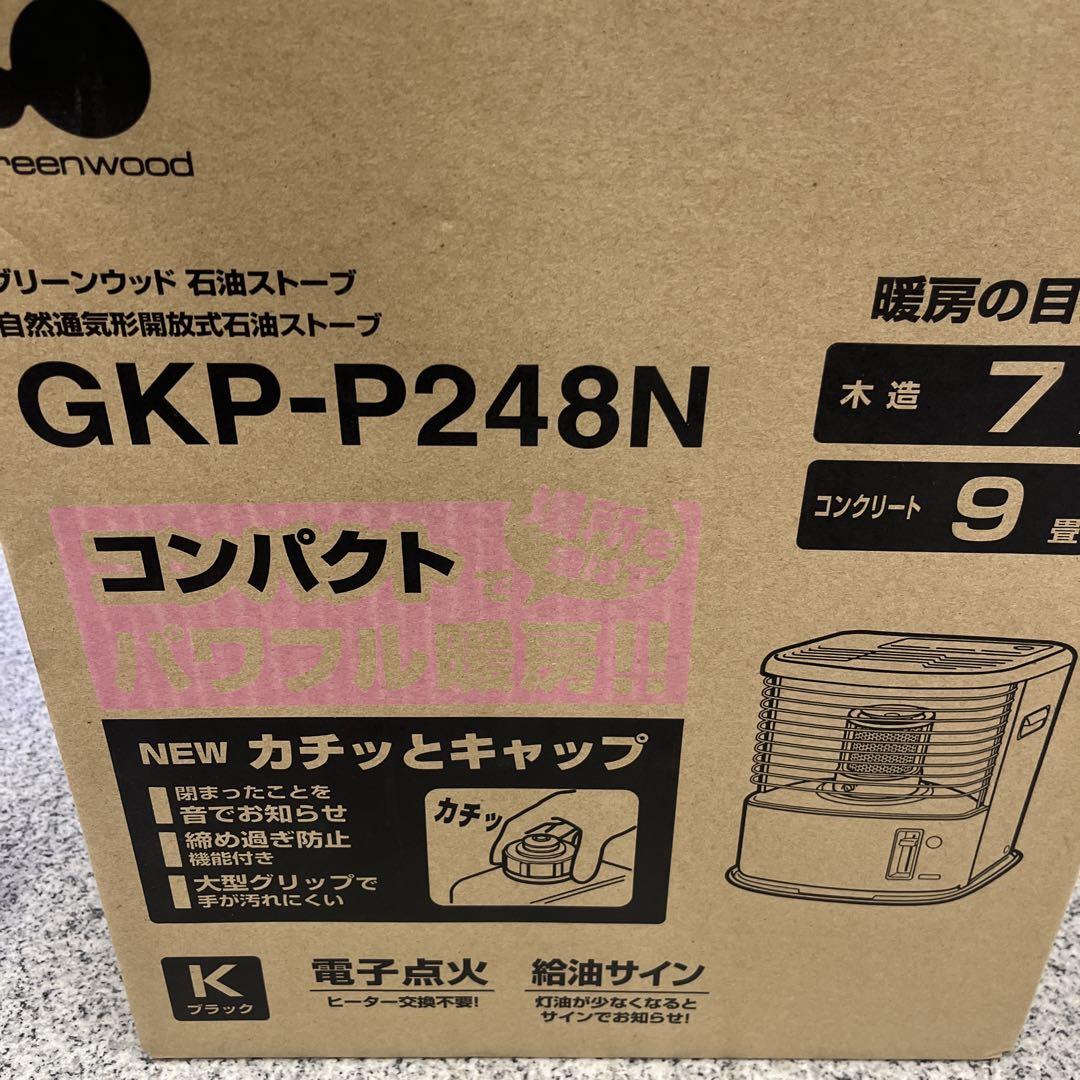 reenwood
グリーンウッド 石油ストーブ
自然通気形開放式石油ストーブ
GKP-P248N
暖房の目
木造 7
コンクリート 9 畳
場所に
コンパクトで
パワフル暖房!!
NEW カチッとキャップ
閉まったことを
音でお知らせ
締め過ぎ防止
機能付き
大型グリップで
手が汚れにくい
カチッ
K
ブラック
電子点火
ヒーター交換不要!
給油サイン
灯油が少なくなると
サインでお知らせ!